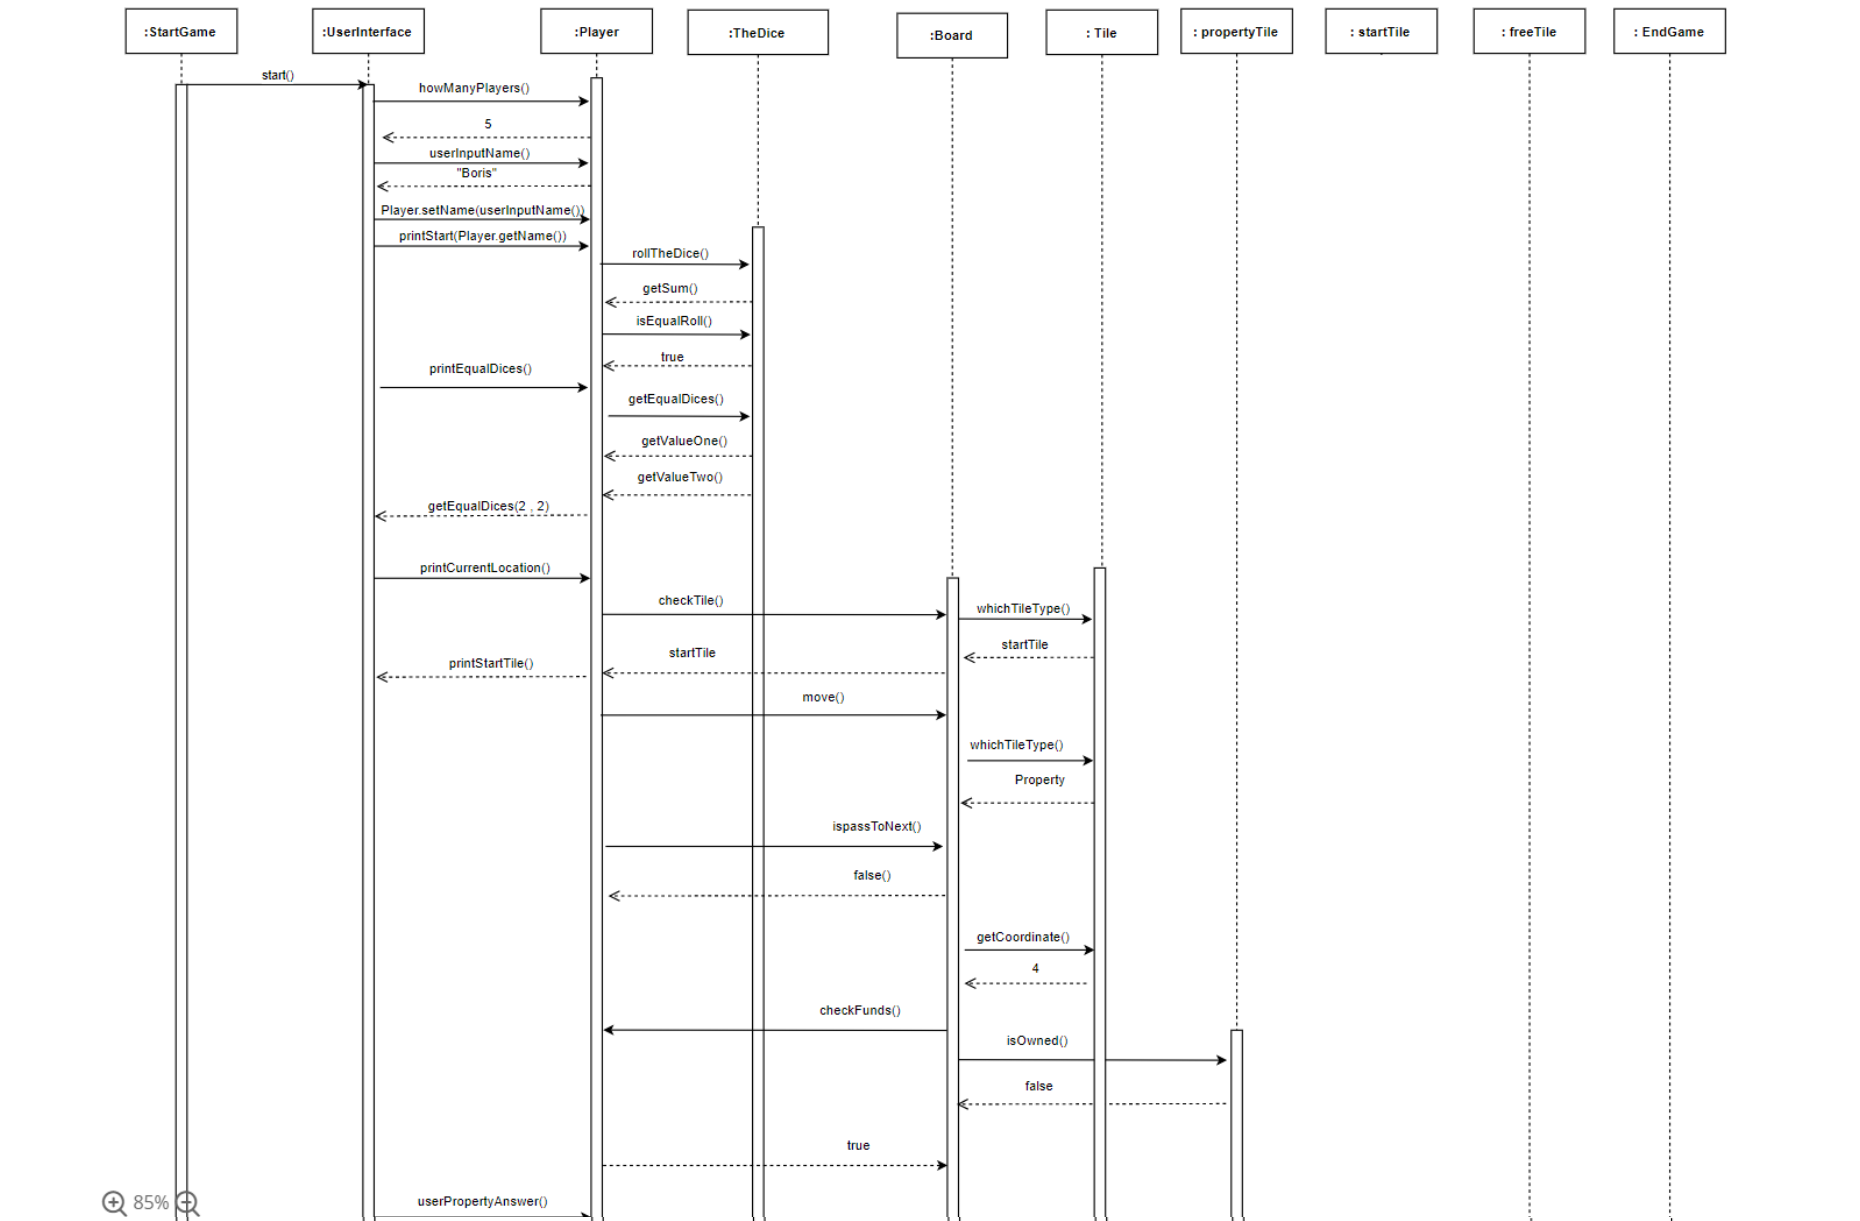 :StartGame
:UserInterface
:Player
:TheDice
:Board
: Tile
: propertyTile
: startTile
: freeTile
: EndGame
start()
howManyPlayers()
5
userInputName()
"Boris"
Player.setName(userInputName())
printStart(Player.getName())
rollTheDice()
getSum()
isEqualRoll()
true
printEqualDices()
getEqualDices()
getValueOne()
getValueTwo()
getEqualDices(2 , 2)
printCurrentLocation()
checkTile()
whichTileType()
startTile
startTile
printStartTile()
move()
whichTileType()
Property
ispassToNext()
false()
getCoordinate()
4
checkFunds()
isOwned()
false
true
userPropertyAnswer()
85%